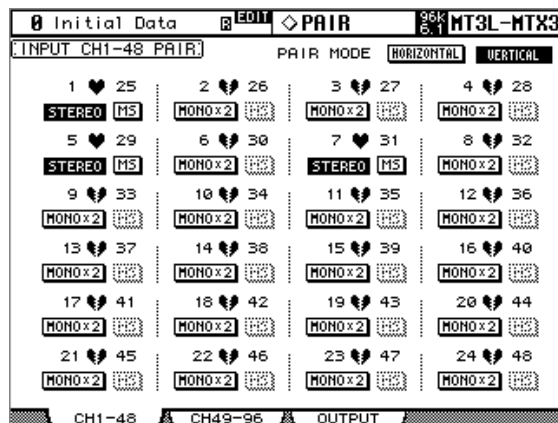 0 Initial Data EDIT ◇PAIR 96K 6.1 MT3L-MTX3
INPUT CH1-48 PAIR PAIR MODE HORIZONTAL VERTICAL
1 ♥ 25 2 26 3 27 4 28
STEREO MS MONO×2 MS MONO×2 MS MONO×2 MS
5 ♥ 29 6 30 7 ♥ 31 8 32
STEREO MS MONO×2 MS STEREO MS MONO×2 MS
9 33 10 34 11 35 12 36
MONO×2 MS MONO×2 MS MONO×2 MS MONO×2 MS
13 37 14 38 15 39 16 40
MONO×2 MS MONO×2 MS MONO×2 MS MONO×2 MS
17 41 18 42 19 43 20 44
MONO×2 MS MONO×2 MS MONO×2 MS MONO×2 MS
21 45 22 46 23 47 24 48
MONO×2 MS MONO×2 MS MONO×2 MS MONO×2 MS
CH1-48 CH49-96 OUTPUT